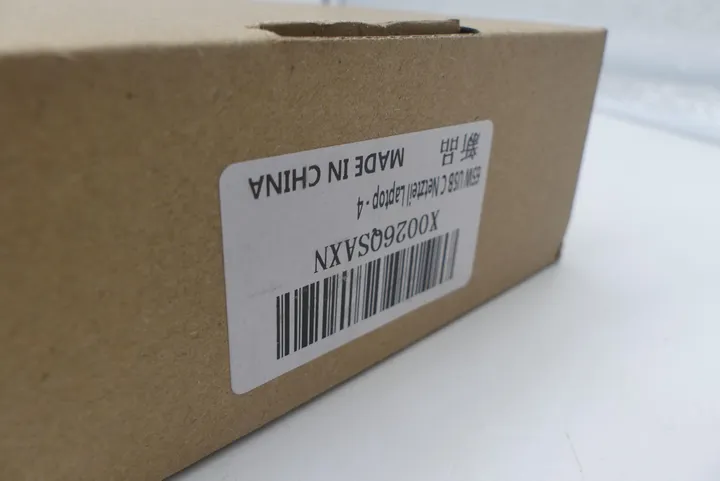 X0026QSAXN
65W USB C Netzteil Laptop - 4
新品 MADE IN CHINA